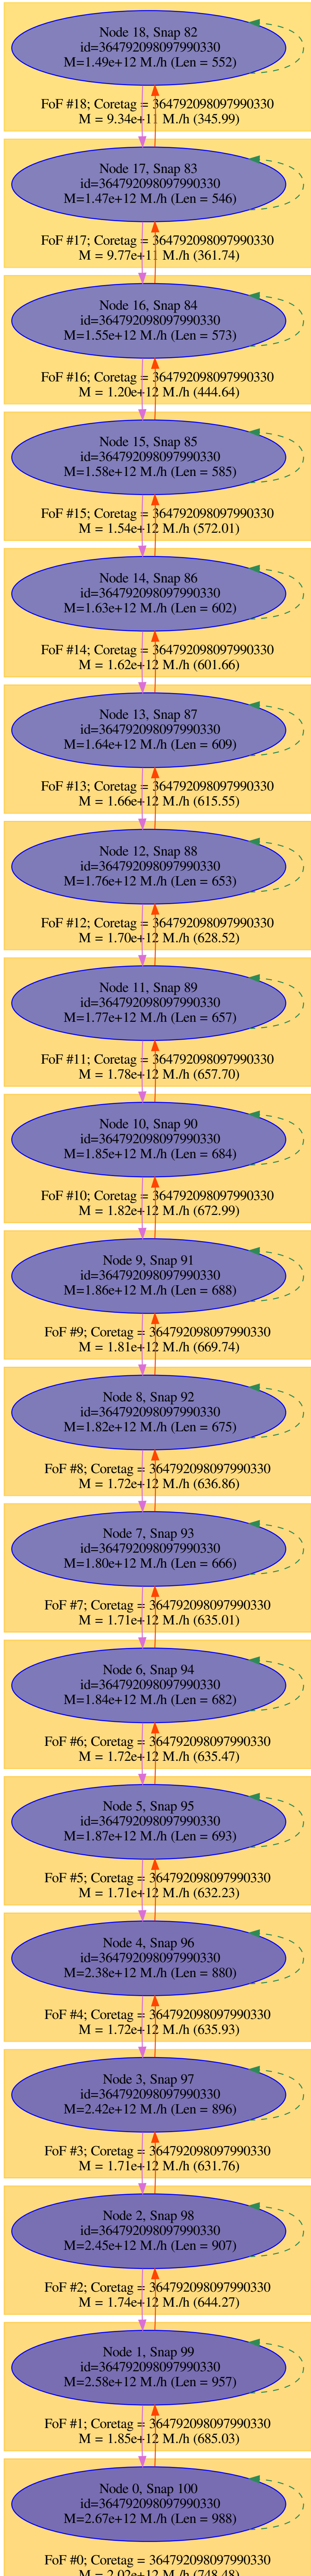 Node 18, Snap 82
id=364792098097990330
M=1.49e+12 M./h (Len = 552)
FoF #18; Coretag = 364792098097990330
M = 9.34e+11 M./h (345.99)
Node 17, Snap 83
id=364792098097990330
M=1.47e+12 M./h (Len = 546)
FoF #17; Coretag = 364792098097990330
M = 9.77e+11 M./h (361.74)
Node 16, Snap 84
id=364792098097990330
M=1.55e+12 M./h (Len = 573)
FoF #16; Coretag = 364792098097990330
M = 1.20e+12 M./h (444.64)
Node 15, Snap 85
id=364792098097990330
M=1.58e+12 M./h (Len = 585)
FoF #15; Coretag = 364792098097990330
M = 1.54e+12 M./h (572.01)
Node 14, Snap 86
id=364792098097990330
M=1.63e+12 M./h (Len = 602)
FoF #14; Coretag = 364792098097990330
M = 1.62e+12 M./h (601.66)
Node 13, Snap 87
id=364792098097990330
M=1.64e+12 M./h (Len = 609)
FoF #13; Coretag = 364792098097990330
M = 1.66e+12 M./h (615.55)
Node 12, Snap 88
id=364792098097990330
M=1.76e+12 M./h (Len = 653)
FoF #12; Coretag = 364792098097990330
M = 1.70e+12 M./h (628.52)
Node 11, Snap 89
id=364792098097990330
M=1.77e+12 M./h (Len = 657)
FoF #11; Coretag = 364792098097990330
M = 1.78e+12 M./h (657.70)
Node 10, Snap 90
id=364792098097990330
M=1.85e+12 M./h (Len = 684)
FoF #10; Coretag = 364792098097990330
M = 1.82e+12 M./h (672.99)
Node 9, Snap 91
id=364792098097990330
M=1.86e+12 M./h (Len = 688)
FoF #9; Coretag = 364792098097990330
M = 1.81e+12 M./h (669.74)
Node 8, Snap 92
id=364792098097990330
M=1.82e+12 M./h (Len = 675)
FoF #8; Coretag = 364792098097990330
M = 1.72e+12 M./h (636.86)
Node 7, Snap 93
id=364792098097990330
M=1.80e+12 M./h (Len = 666)
FoF #7; Coretag = 364792098097990330
M = 1.71e+12 M./h (635.01)
Node 6, Snap 94
id=364792098097990330
M=1.84e+12 M./h (Len = 682)
FoF #6; Coretag = 364792098097990330
M = 1.72e+12 M./h (635.47)
Node 5, Snap 95
id=364792098097990330
M=1.87e+12 M./h (Len = 693)
FoF #5; Coretag = 364792098097990330
M = 1.71e+12 M./h (632.23)
Node 4, Snap 96
id=364792098097990330
M=2.38e+12 M./h (Len = 880)
FoF #4; Coretag = 364792098097990330
M = 1.72e+12 M./h (635.93)
Node 3, Snap 97
id=364792098097990330
M=2.42e+12 M./h (Len = 896)
FoF #3; Coretag = 364792098097990330
M = 1.71e+12 M./h (631.76)
Node 2, Snap 98
id=364792098097990330
M=2.45e+12 M./h (Len = 907)
FoF #2; Coretag = 364792098097990330
M = 1.74e+12 M./h (644.27)
Node 1, Snap 99
id=364792098097990330
M=2.58e+12 M./h (Len = 957)
FoF #1; Coretag = 364792098097990330
M = 1.85e+12 M./h (685.03)
Node 0, Snap 100
id=364792098097990330
M=2.67e+12 M./h (Len = 988)
FoF #0; Coretag = 364792098097990330
M = 2.02e+12 M./h (748.48)